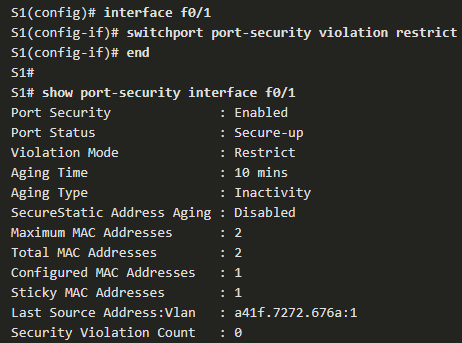 S1(config)# interface f0/1
S1(config-if)# switchport port-security violation restrict
S1(config-if)# end
S1#
S1# show port-security interface f0/1
Port Security              : Enabled
Port Status                : Secure-up
Violation Mode             : Restrict
Aging Time                 : 10 mins
Aging Type                 : Inactivity
SecureStatic Address Aging : Disabled
Maximum MAC Addresses      : 2
Total MAC Addresses        : 2
Configured MAC Addresses   : 1
Sticky MAC Addresses       : 1
Last Source Address:Vlan   : a41f.7272.676a:1
Security Violation Count   : 0